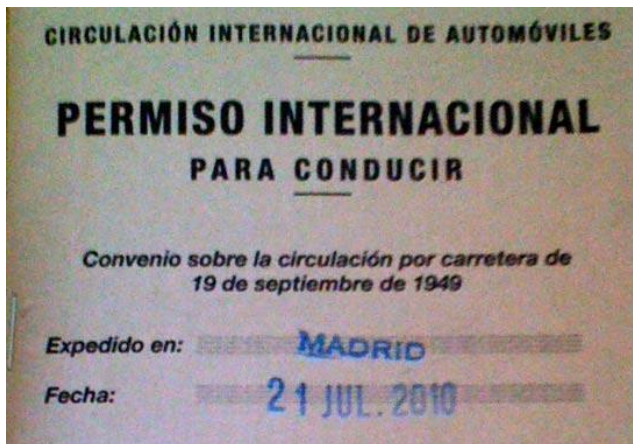 CIRCULACIÓN INTERNACIONAL DE AUTOMÓVILES
PERMISO INTERNACIONAL
PARA CONDUCIR
Convenio sobre la circulación por carretera de
19 de septiembre de 1949
Expedido en: MADRID
Fecha: 21 JUL. 2010